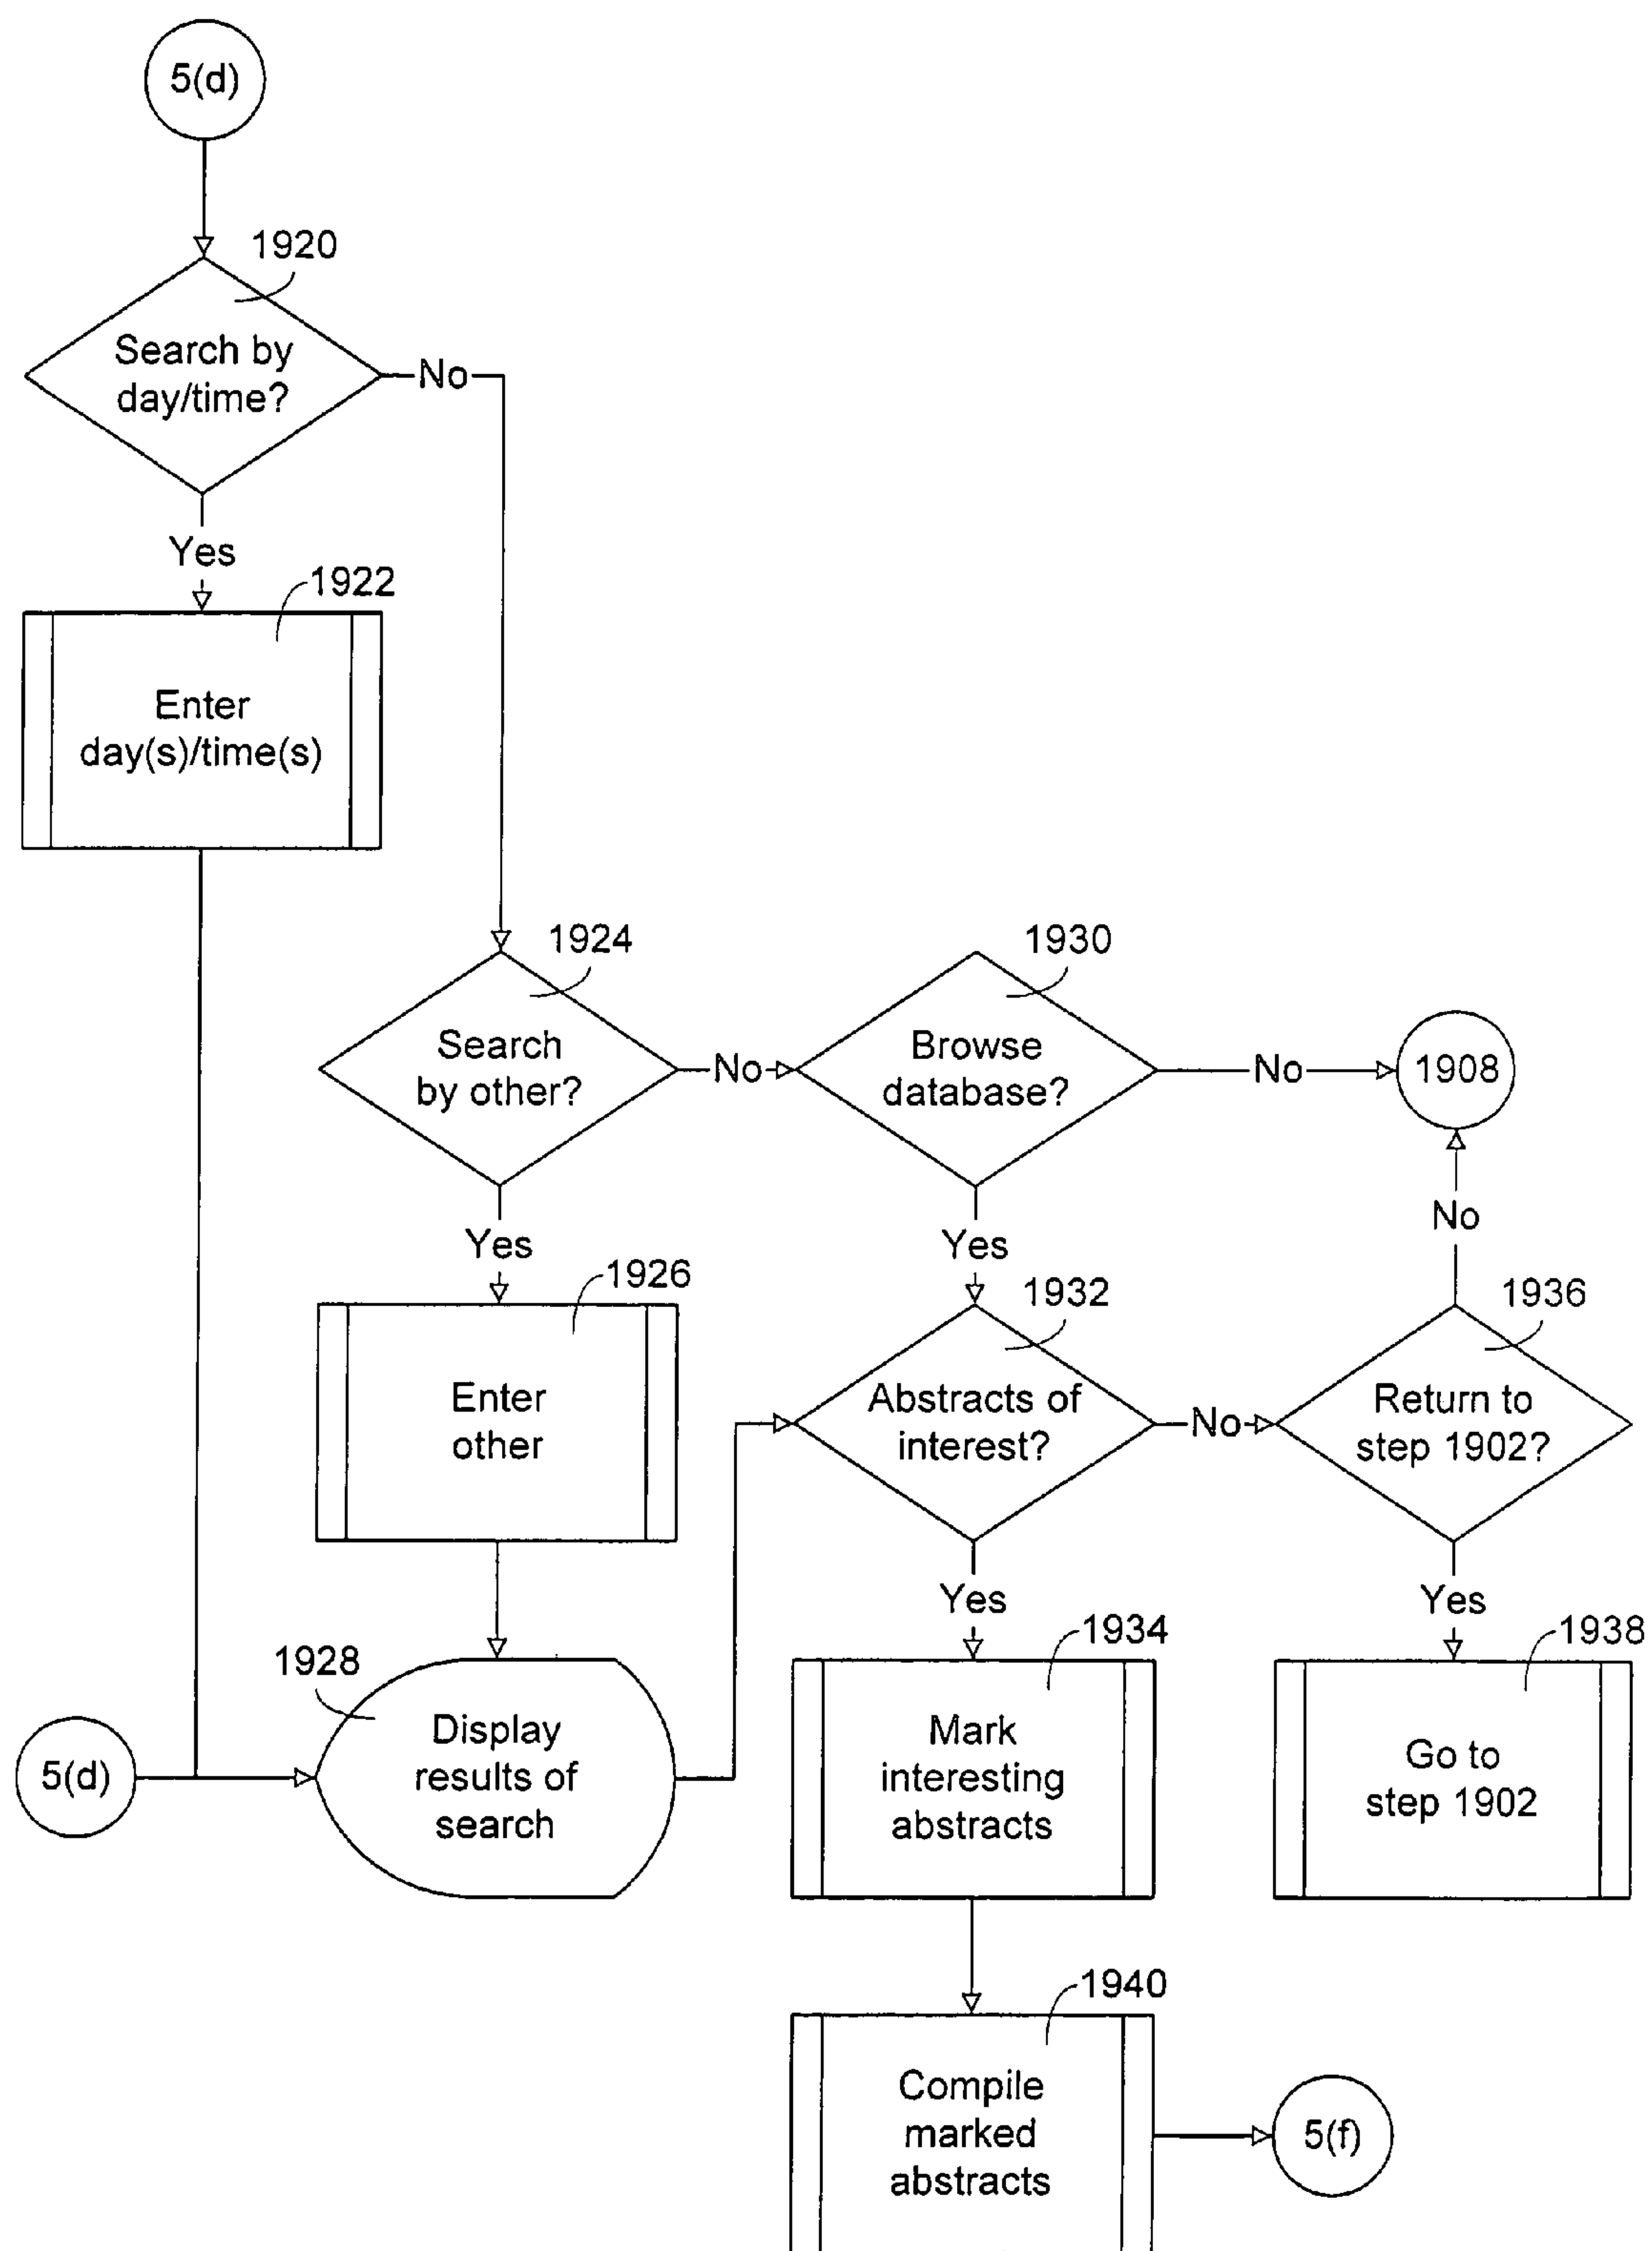 5(d)
1920
Search by
day/time?
No
Yes
1922
Enter
day(s)/time(s)
1924
Search
by other?
No
1930
Browse
database?
No
1908
Yes
Yes
No
1926
Enter
other
1932
Abstracts of
interest?
No
1936
Return to
step 1902?
Yes
Yes
1928
Display
results of
search
5(d)
1934
Mark
interesting
abstracts
1938
Go to
step 1902
1940
Compile
marked
abstracts
5(f)